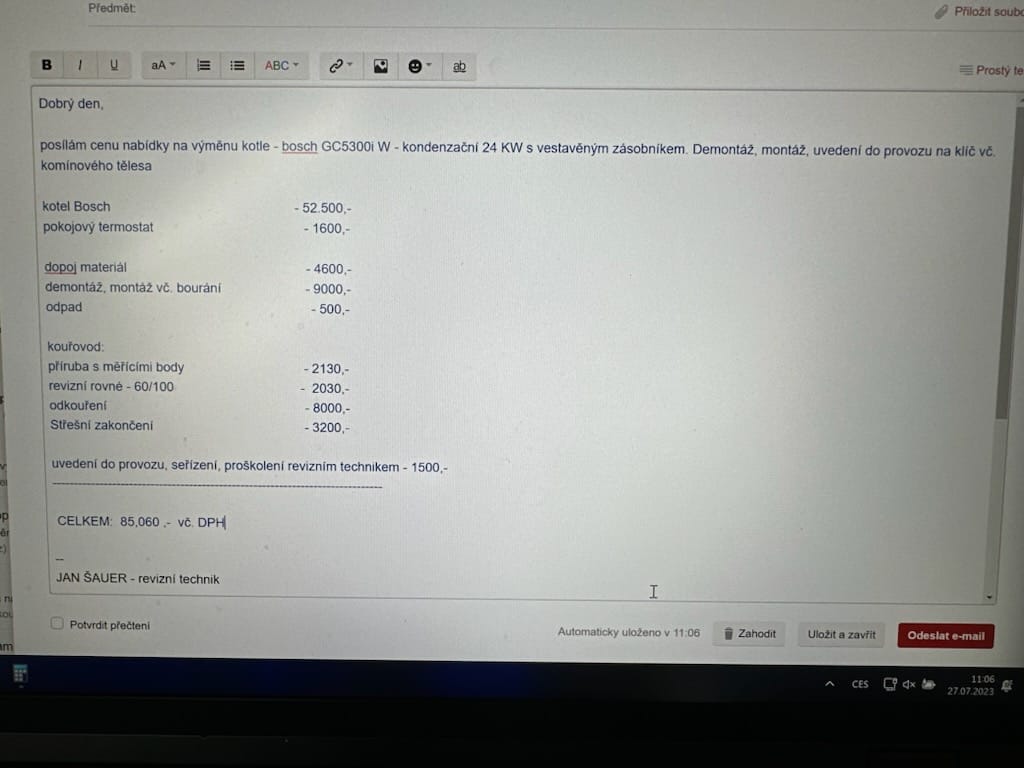 Předmět:
Přiložit soubo
B I U aA ABC ab
Prostý te
Dobrý den,
posílám cenu nabídky na výměnu kotle - bosch GC5300i W - kondenzační 24 KW s vestavěným zásobníkem. Demontáž, montáž, uvedení do provozu na klíč vč.
komínového tělesa
kotel Bosch - 52.500,-
pokojový termostat - 1600,-
dopoj materiál - 4600,-
demontáž, montáž vč. bourání - 9000,-
odpad - 500,-
kouřovod:
příruba s měřícími body - 2130,-
revizní rovné - 60/100 - 2030,-
odkouření - 8000,-
Střešní zakončení - 3200,-
uvedení do provozu, seřízení, proškolení revizním technikem - 1500,-
--------------------------------------------------------------------------------
CELKEM: 85,060 ,- vč. DPH
--
JAN ŠAUER - revizní technik
Potvrdit přečtení
Automaticky uloženo v 11:06
Zahodit
Uložit a zavřít
Odeslat e-mail
CES
11:06
27.07.2023